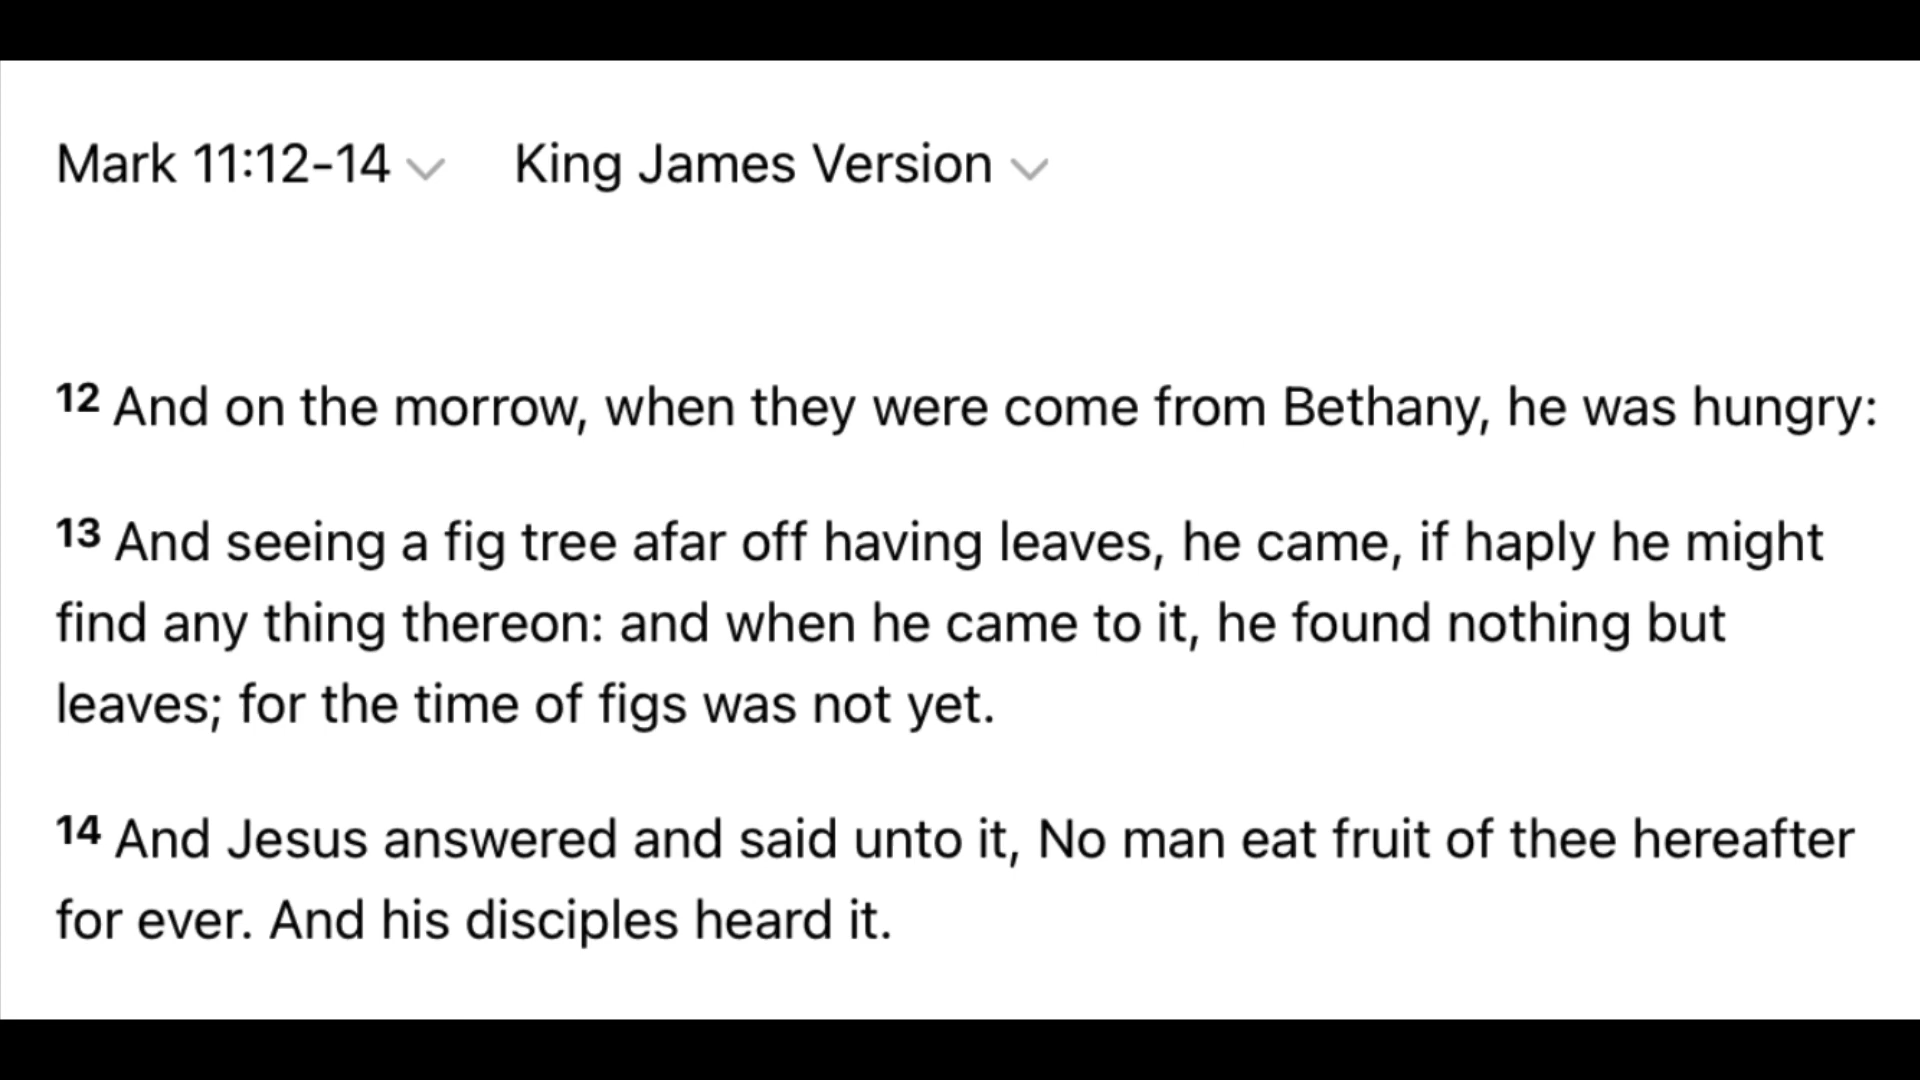 Mark 11:12-14 King James Version
12 And on the morrow, when they were come from Bethany, he was hungry:
13 And seeing a fig tree afar off having leaves, he came, if haply he might
find any thing thereon: and when he came to it, he found nothing but
leaves; for the time of figs was not yet.
14 And Jesus answered and said unto it, No man eat fruit of thee hereafter
for ever. And his disciples heard it.